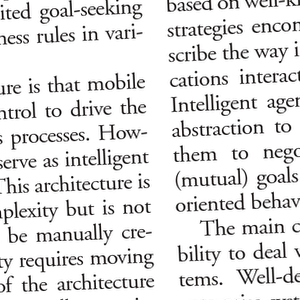 ited goal-seeking
ness rules in vari-
ure is that mobile
ntrol to drive the
processes. How-
serve as intelligent
This architecture is
mplexity but is not
be manually cre-
ty requires moving
of the architecture
based on well-k
strategies encon
scribe the way i
cations interact
Intelligent agen
abstraction to
them to nego
(mutual) goals
oriented behav
The main c
bility to deal v
tems. Well-de